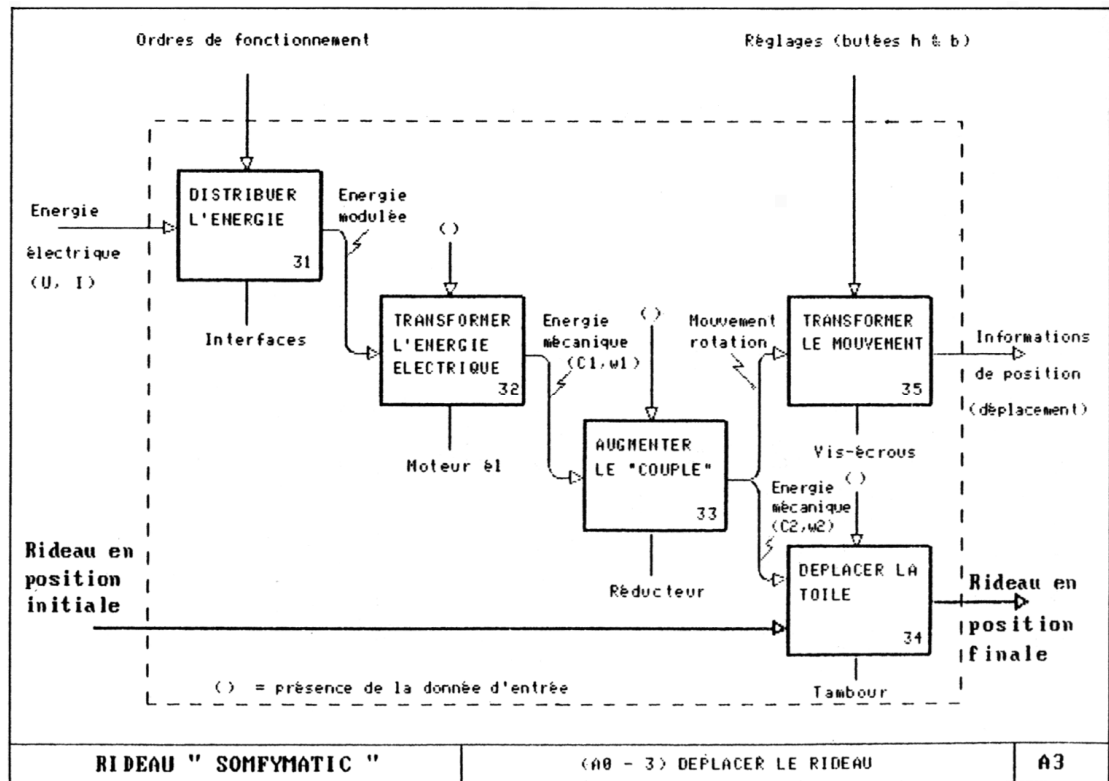 Ordres de fonctionnement
Règlages (butées h & b)
DISTRIBUER
L'ENERGIE
31
Energie
modulée
Energie
électrique
(U, I)
( )
Interfaces
TRANSFORMER
L'ENERGIE
ELECTRIQUE
32
Energie
mécanique
(C1,w1)
( )
Mouvement
rotation
TRANSFORMER
LE MOUVEMENT
35
Informations
de position
(déplacement)
Moteur él
AUGMENTER
LE "COUPLE"
33
Vis-écrous
( )
Energie
mécanique
(C2,w2)
Réducteur
Rideau en
position
initiale
DEPLACER LA
TOILE
34
Rideau en
position
finale
Tambour
( ) = présence de la donnée d'entrée
RIDEAU " SOMFYMATIC "
(A0 - 3) DEPLACER LE RIDEAU
A3